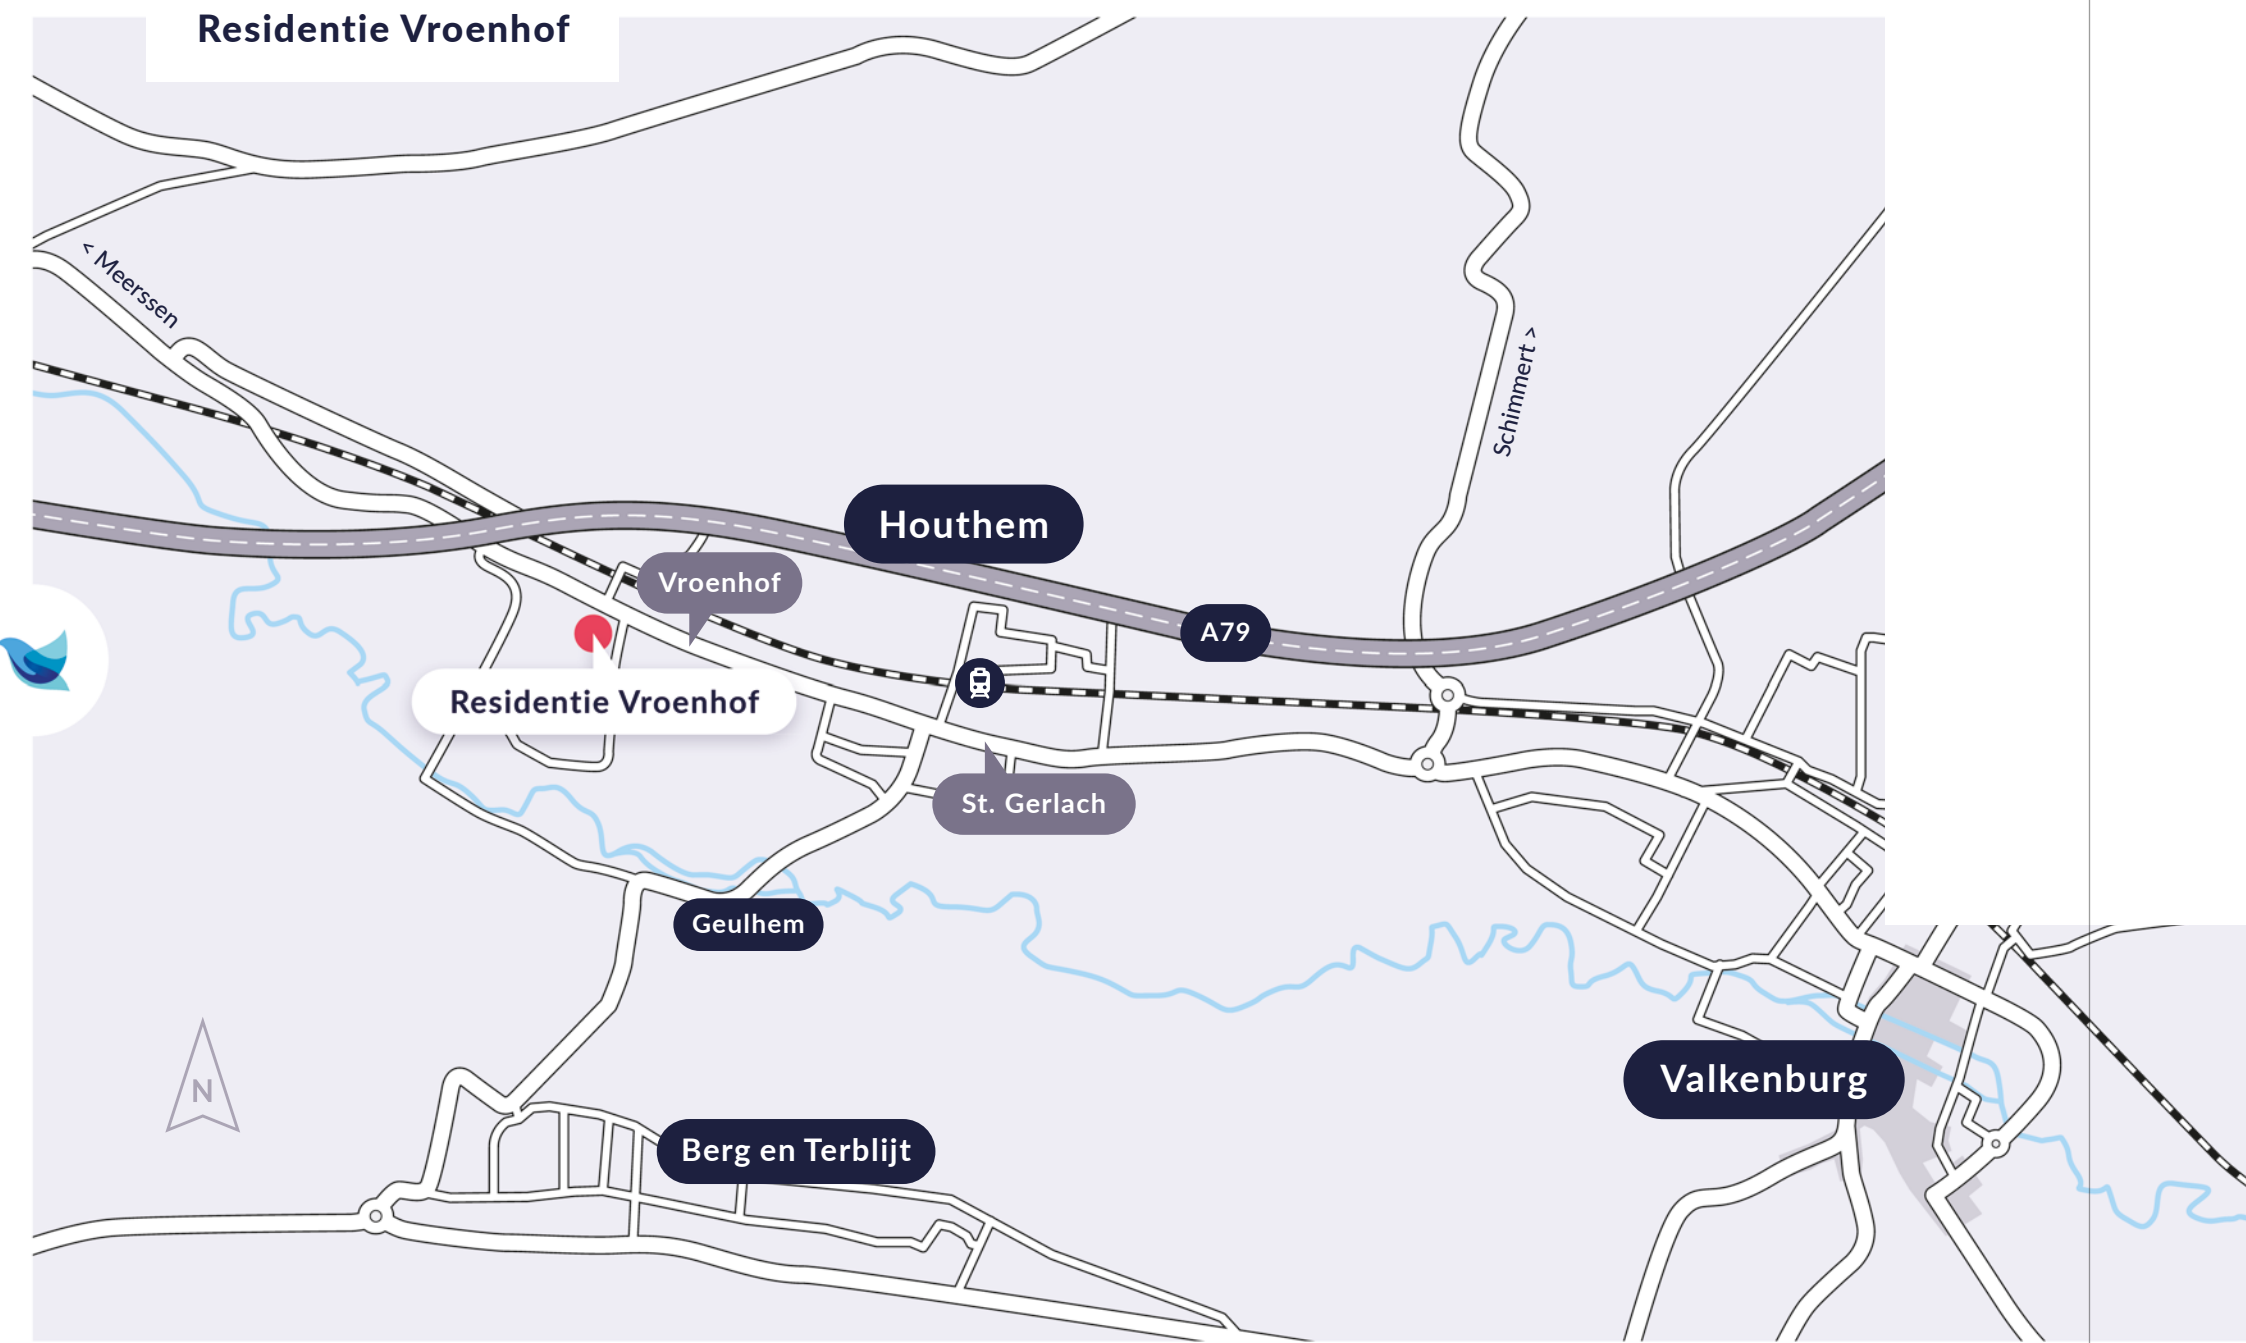 Residentie Vroenhof
< Meerssen
Schimmert >
Houthem
Vroenhof
A79
Residentie Vroenhof
St. Gerlach
Geulhem
Valkenburg
N
Berg en Terblijt